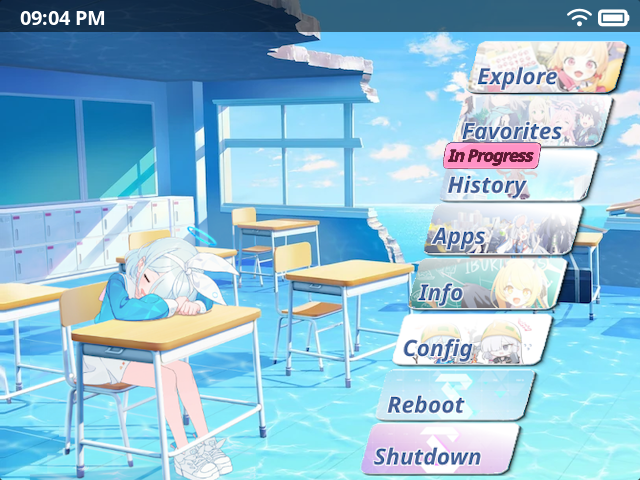 09:04 PM
Explore
Favorites
In Progress
History
Apps
Info
Config
Reboot
Shutdown